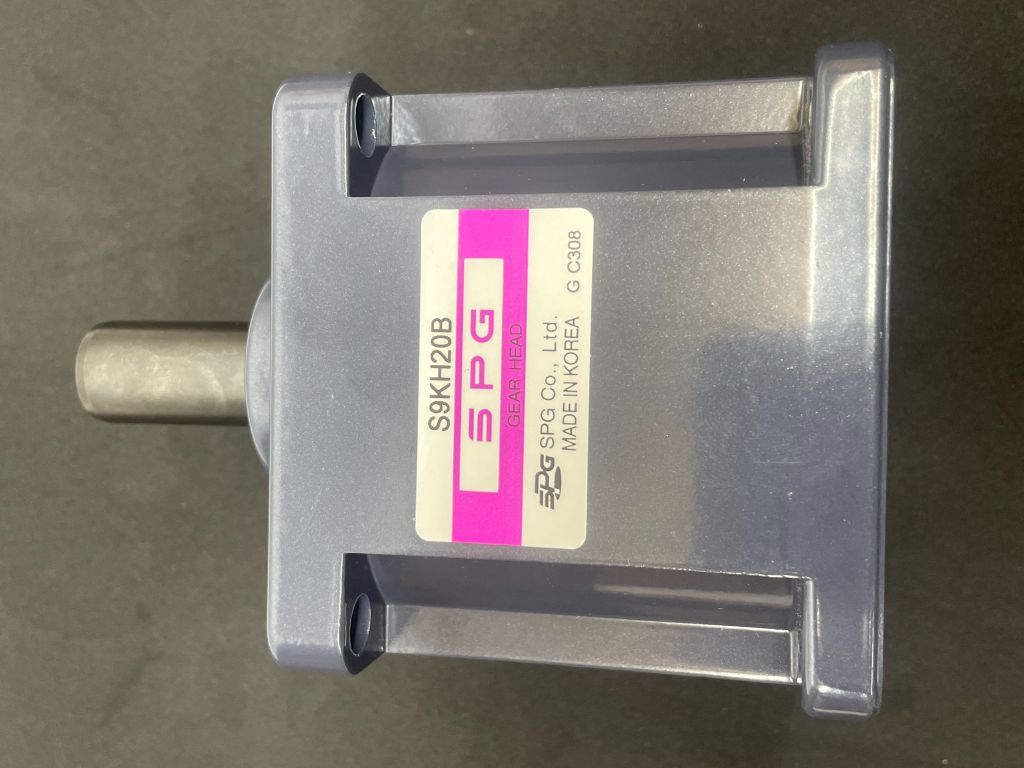 S9KH20B
SPG
GEAR HEAD
SPG SPG Co., Ltd.
MADE IN KOREA G C308